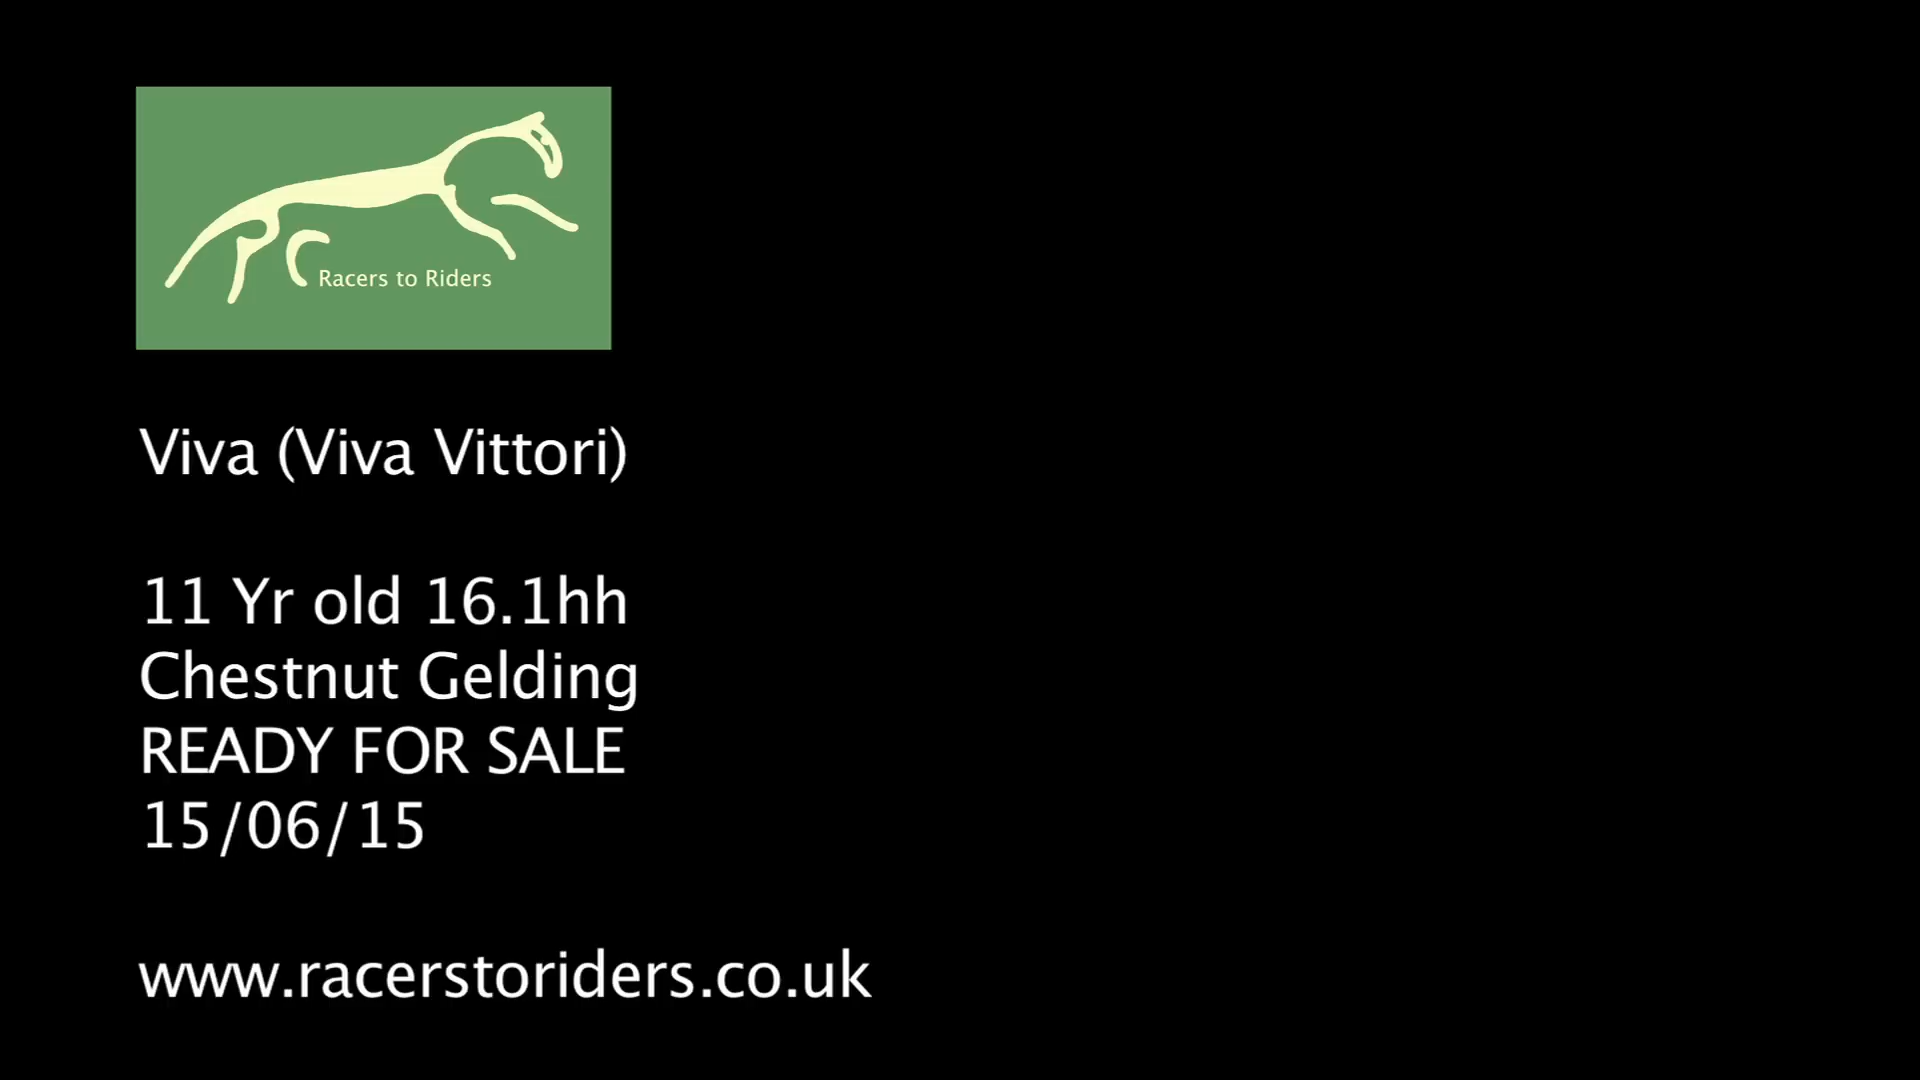 Racers to Riders
Viva (Viva Vittori)
11 Yr old 16.1hh
Chestnut Gelding
READY FOR SALE
15/06/15
www.racerstoriders.co.uk